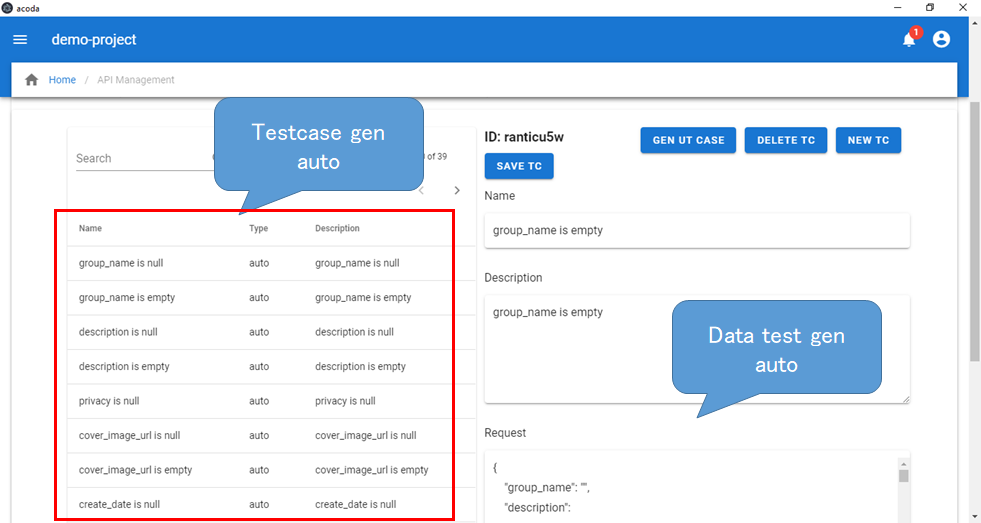 acoda
demo-project
1
Home / API Management
Testcase gen
auto
Search
of 39
Name Type Description
group_name is null auto group_name is null
group_name is empty auto group_name is empty
description is null auto description is null
description is empty auto description is empty
privacy is null auto privacy is null
cover_image_url is null auto cover_image_url is null
cover_image_url is empty auto cover_image_url is empty
create_date is null auto create_date is null
ID: ranticu5w
GEN UT CASE
DELETE TC
NEW TC
SAVE TC
Name
group_name is empty
Description
group_name is empty
Data test gen
auto
Request
{
"group_name": "",
"description":